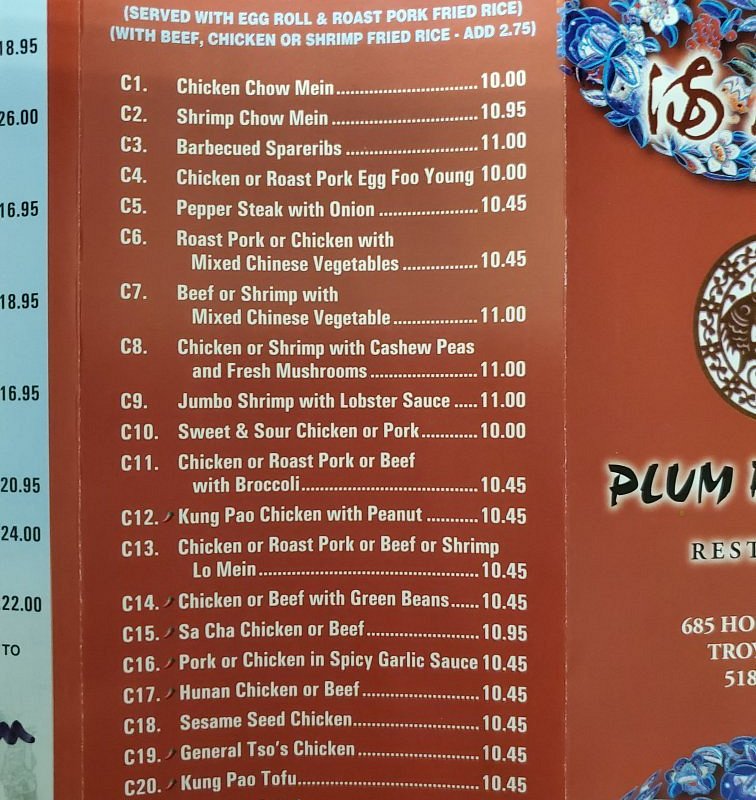 18.95
26.00
16.95
18.95
16.95
20.95
24.00
22.00
TO
(SERVED WITH EGG ROLL & ROAST PORK FRIED RICE)
(WITH BEEF, CHICKEN OR SHRIMP FRIED RICE - ADD 2.75)
C1. Chicken Chow Mein 10.00
C2. Shrimp Chow Mein 10.95
C3. Barbecued Spareribs 11.00
C4. Chicken or Roast Pork Egg Foo Young 10.00
C5. Pepper Steak with Onion 10.45
C6. Roast Pork or Chicken with
Mixed Chinese Vegetables 10.45
C7. Beef or Shrimp with
Mixed Chinese Vegetable 11.00
C8. Chicken or Shrimp with Cashew Peas
and Fresh Mushrooms 11.00
C9. Jumbo Shrimp with Lobster Sauce 11.00
C10. Sweet & Sour Chicken or Pork 10.00
C11. Chicken or Roast Pork or Beef
with Broccoli 10.45
C12. Kung Pao Chicken with Peanut 10.45
C13. Chicken or Roast Pork or Beef or Shrimp
Lo Mein 10.45
C14. Chicken or Beef with Green Beans 10.45
C15. Sa Cha Chicken or Beef 10.95
C16. Pork or Chicken in Spicy Garlic Sauce 10.45
C17. Hunan Chicken or Beef 10.45
C18. Sesame Seed Chicken 10.45
C19. General Tso's Chicken 10.45
C20. Kung Pao Tofu 10.45
PLUM
REST
685 HO
TROY
518